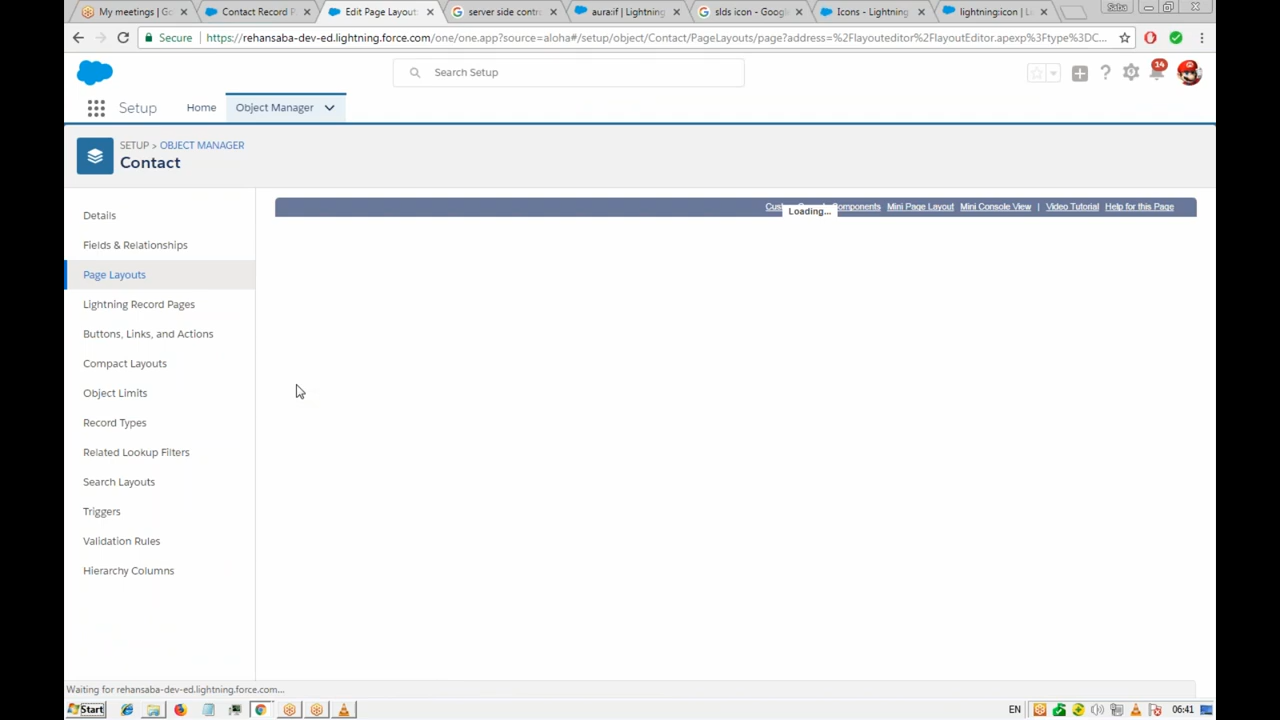 My meetings | Go
Contact Record P
Edit Page Layout
server side contro
aura:if | Lightning
slds icon - Google
Icons - Lightning
lightning:icon | Li
Saba
Secure
https://rehansaba-dev-ed.lightning.force.com/one/one.app?source=aloha#/setup/object/Contact/PageLayouts/page?address=%2Flayouteditor%2FlayoutEditor.apexp%3Ftype%3DC...
Search Setup
14
Setup
Home
Object Manager
SETUP > OBJECT MANAGER
Contact
Details
Fields & Relationships
Page Layouts
Lightning Record Pages
Buttons, Links, and Actions
Compact Layouts
Object Limits
Record Types
Related Lookup Filters
Search Layouts
Triggers
Validation Rules
Hierarchy Columns
Components Mini Page Layout Mini Console View | Video Tutorial Help for this Page
Loading...
Waiting for rehansaba-dev-ed.lightning.force.com...
Start
EN
06:41